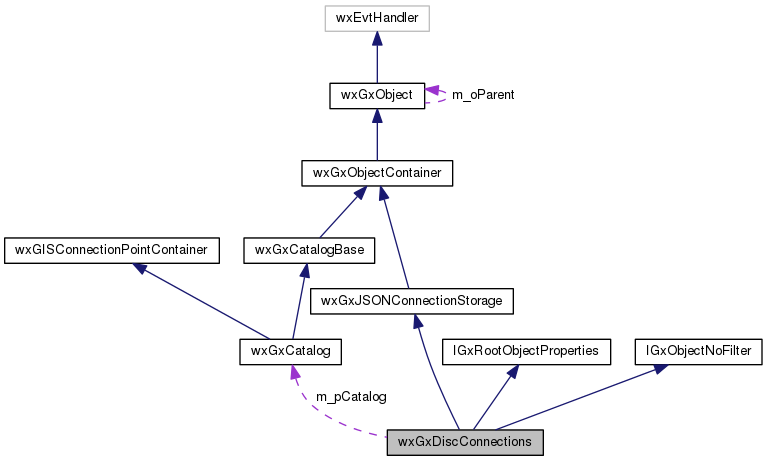 wxEvtHandler
wxGxObject
m_oParent
wxGxObjectContainer
wxGISConnectionPointContainer
wxGxCatalogBase
wxGxJSONConnectionStorage
wxGxCatalog
IGxRootObjectProperties
IGxObjectNoFilter
m_pCatalog
wxGxDiscConnections